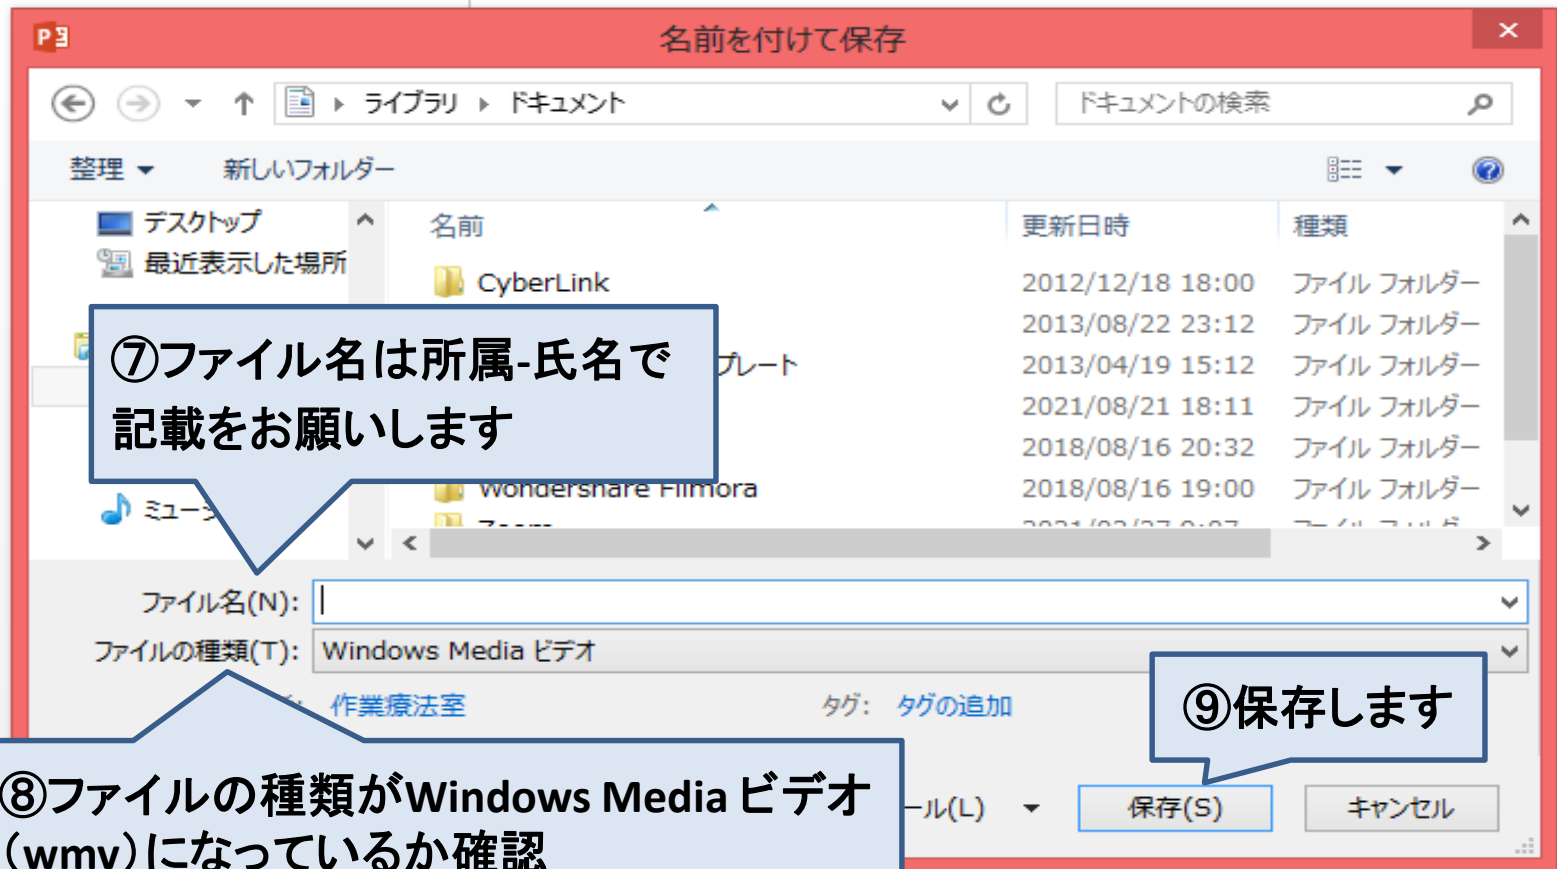 名前を付けて保存
ライブラリ ▸ ドキュメント
ドキュメントの検索
整理 ▼ 新しいフォルダー
デスクトップ
最近表示した場所
名前 更新日時 種類
CyberLink 2012/12/18 18:00 ファイル フォルダー
2013/08/22 23:12 ファイル フォルダー
プレート 2013/04/19 15:12 ファイル フォルダー
2021/08/21 18:11 ファイル フォルダー
2018/08/16 20:32 ファイル フォルダー
Wondershare Filmora 2018/08/16 19:00 ファイル フォルダー
⑦ファイル名は所属-氏名で
記載をお願いします
ファイル名(N):
ファイルの種類(T): Windows Media ビデオ
作業療法室 タグ: タグの追加
⑨保存します
⑧ファイルの種類がWindows Media ビデオ
(wmv)になっているか確認
ール(L) ▼ 保存(S) キャンセル